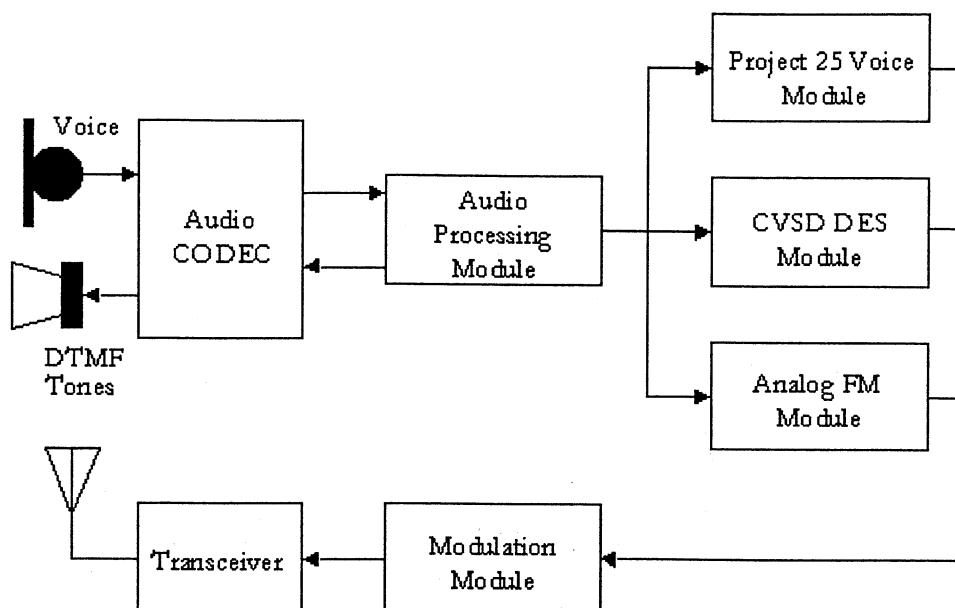 Project 25 Voice
Module
Voice
Audio
CODEC
Audio
Processing
Module
CVSD DES
Module
DTMF
Tones
Analog FM
Module
Transceiver
Modulation
Module